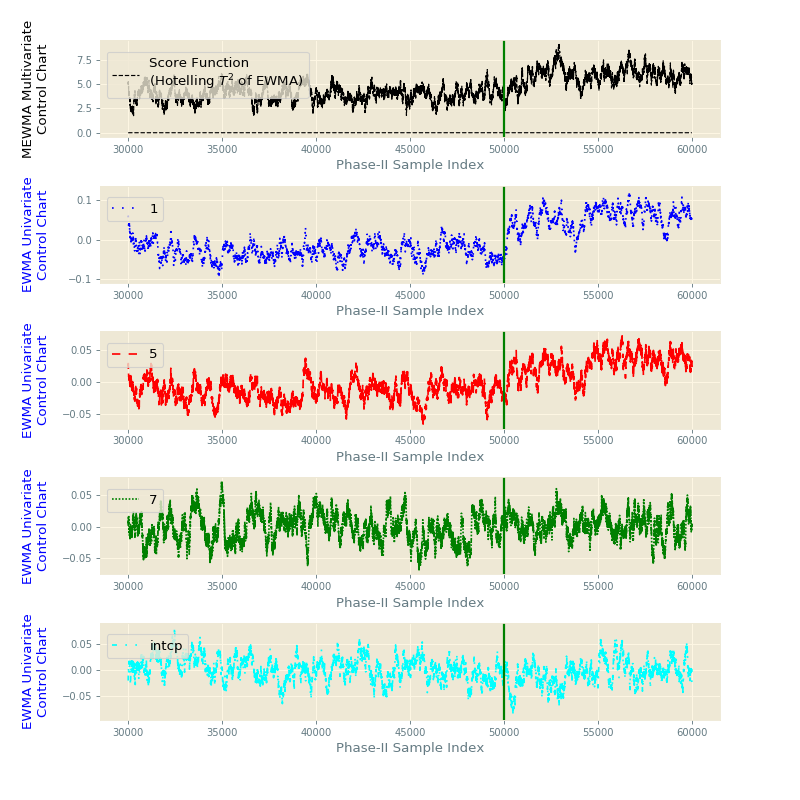 MEWMA Multivariate
Control Chart
7.5
5.0
2.5
0.0
Score Function
(Hotelling T² of EWMA)
30000 35000 40000 45000 50000 55000 60000
Phase-II Sample Index
EWMA Univariate
Control Chart
0.1
0.0
−0.1
1
30000 35000 40000 45000 50000 55000 60000
Phase-II Sample Index
EWMA Univariate
Control Chart
0.05
0.00
−0.05
5
30000 35000 40000 45000 50000 55000 60000
Phase-II Sample Index
EWMA Univariate
Control Chart
0.05
0.00
−0.05
7
30000 35000 40000 45000 50000 55000 60000
Phase-II Sample Index
EWMA Univariate
Control Chart
0.05
0.00
−0.05
intcp
30000 35000 40000 45000 50000 55000 60000
Phase-II Sample Index